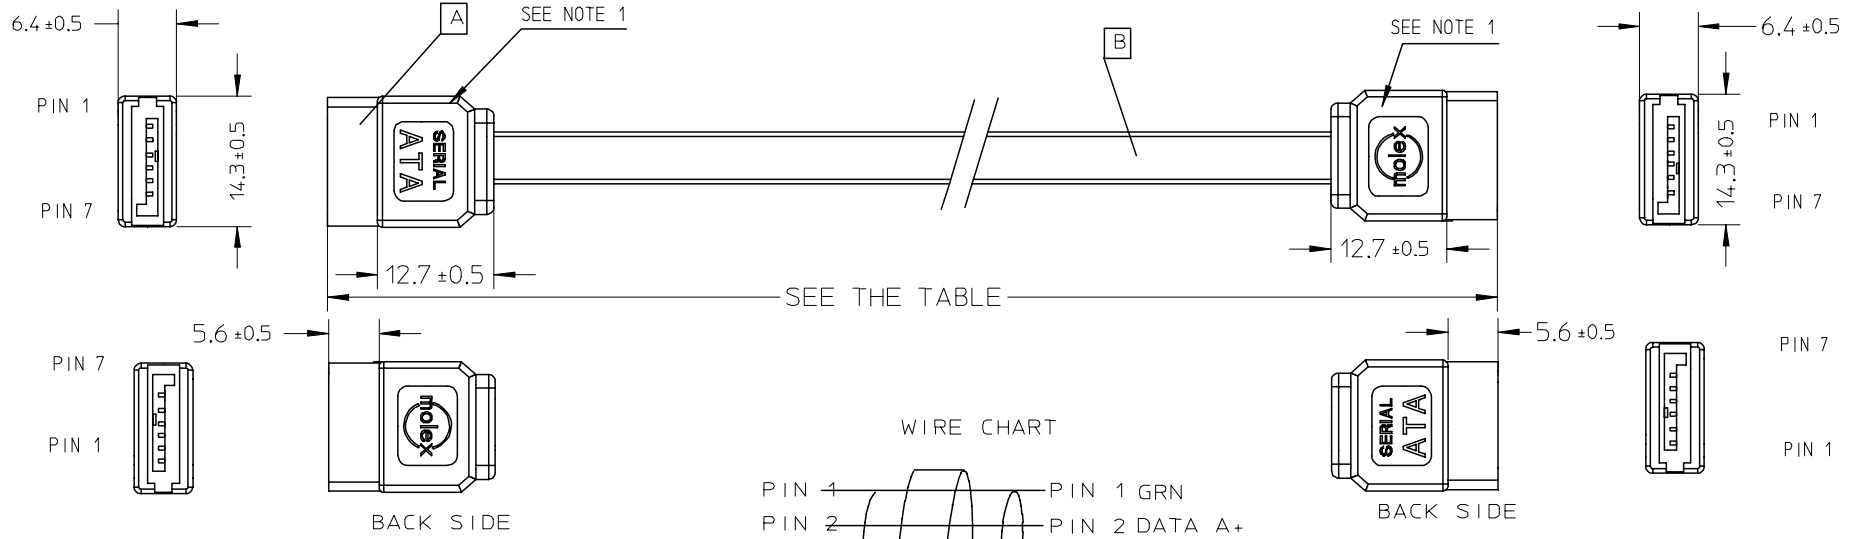 6.4 ±0.5
A
SEE NOTE 1
B
SEE NOTE 1
6.4 ±0.5
PIN 1
PIN 7
14.3 ±0.5
SERIAL
ATA
molex
PIN 1
PIN 7
14.3 ±0.5
12.7 ±0.5
12.7 ±0.5
SEE THE TABLE
5.6 ±0.5
5.6 ±0.5
PIN 7
PIN 1
molex
BACK SIDE
SERIAL
ATA
BACK SIDE
PIN 7
PIN 1
WIRE CHART
PIN 1 PIN 1 GRN
PIN 2 PIN 2 DATA A+